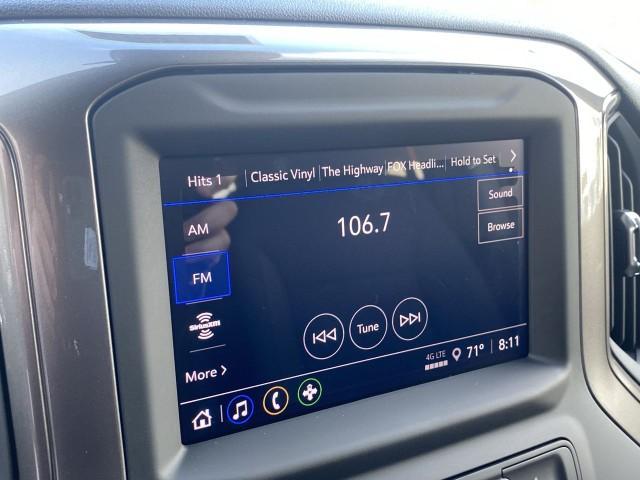 Hits 1 Classic Vinyl The Highway FOX Headli... Hold to Set
Sound
AM 106.7 Browse
FM
SiriusXM
Tune
More
4G LTE 71° 8:11